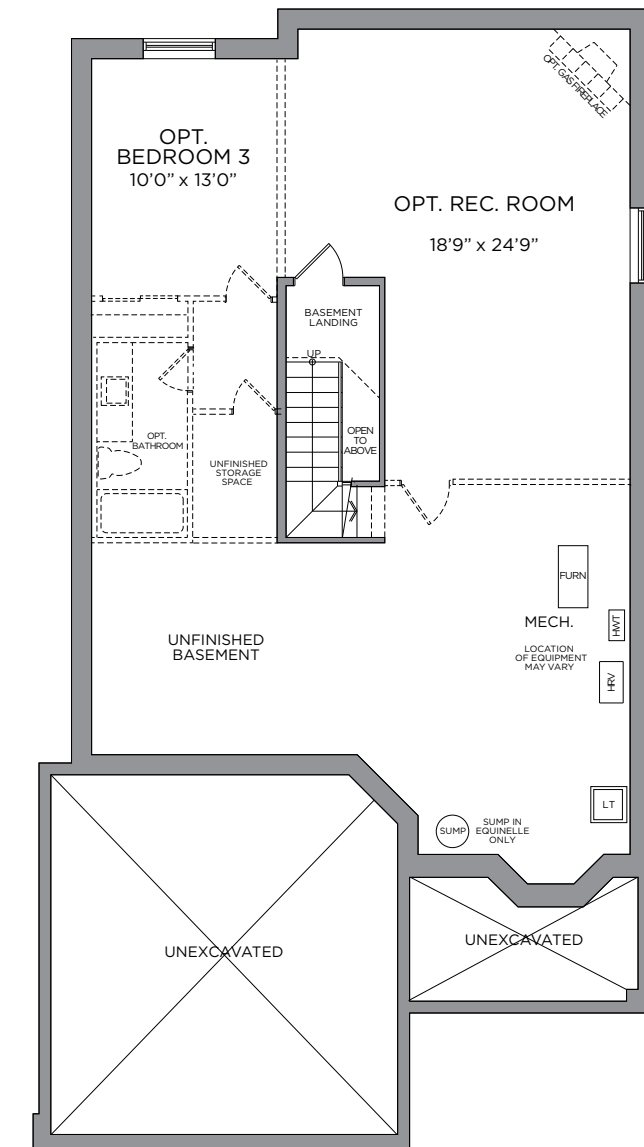 OPT. GAS FIREPLACE
OPT.
BEDROOM 3
10'0" x 13'0"
OPT. REC. ROOM
18'9" x 24'9"
BASEMENT
LANDING
UP
OPEN
TO
ABOVE
OPT.
BATHROOM
UNFINISHED
STORAGE
SPACE
FURN
MECH.
HWT
LOCATION
OF EQUIPMENT
MAY VARY
HRV
UNFINISHED
BASEMENT
LT
SUMP
SUMP IN
EQUINELLE
ONLY
UNEXCAVATED
UNEXCAVATED